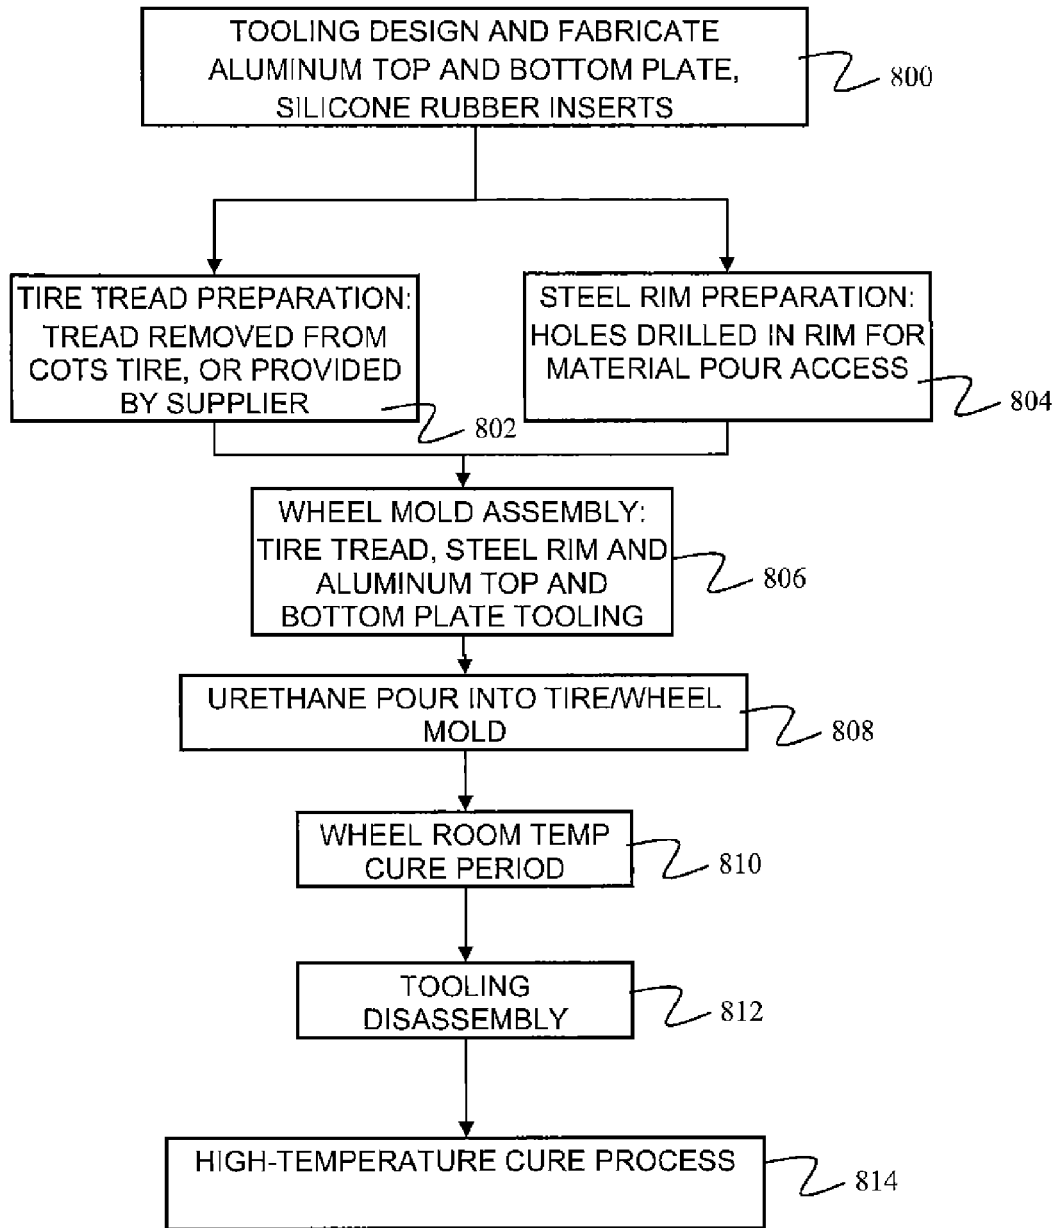 TOOLING DESIGN AND FABRICATE
ALUMINUM TOP AND BOTTOM PLATE,
SILICONE RUBBER INSERTS
800
TIRE TREAD PREPARATION:
TREAD REMOVED FROM
COTS TIRE, OR PROVIDED
BY SUPPLIER
802
STEEL RIM PREPARATION:
HOLES DRILLED IN RIM FOR
MATERIAL POUR ACCESS
804
WHEEL MOLD ASSEMBLY:
TIRE TREAD, STEEL RIM AND
ALUMINUM TOP AND
BOTTOM PLATE TOOLING
806
URETHANE POUR INTO TIRE/WHEEL
MOLD
808
WHEEL ROOM TEMP
CURE PERIOD
810
TOOLING
DISASSEMBLY
812
HIGH-TEMPERATURE CURE PROCESS
814